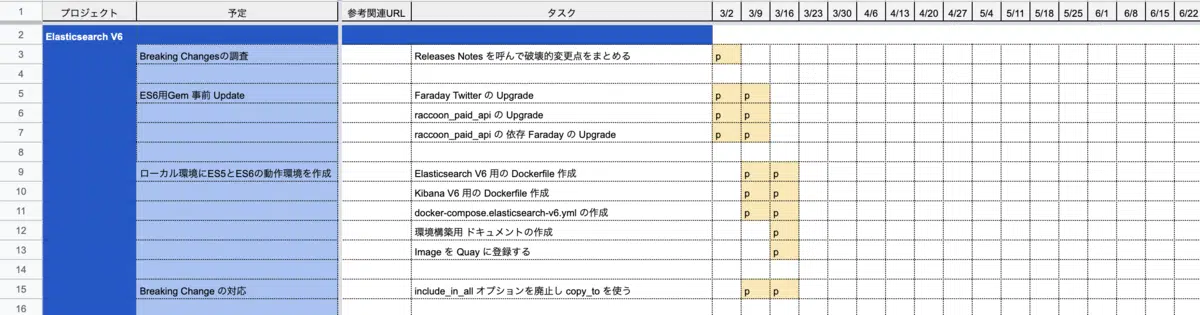 1 プロジェクト 予定 参考関連URL タスク 3/2 3/9 3/16 3/23 3/30 4/6 4/13 4/20 4/27 5/4 5/11 5/18 5/25 6/1 6/8 6/15 6/22
2 Elasticsearch V6
3 Breaking Changesの調査 Releases Notes を呼んで破壊的変更点をまとめる p
4
5 ES6用Gem 事前 Update Faraday Twitter の Upgrade p p
6 raccoon_paid_api の Upgrade p p
7 raccoon_paid_api の 依存 Faraday の Upgrade p p
8
9 ローカル環境にES5とES6の動作環境を作成 Elasticsearch V6 用の Dockerfile 作成 p p
10 Kibana V6 用の Dockerfile 作成 p p
11 docker-compose.elasticsearch-v6.yml の作成 p p
12 環境構築用 ドキュメントの作成 p
13 Image を Quay に登録する p
14
15 Breaking Change の対応 include_in_all オプションを廃止し copy_to を使う p p
16